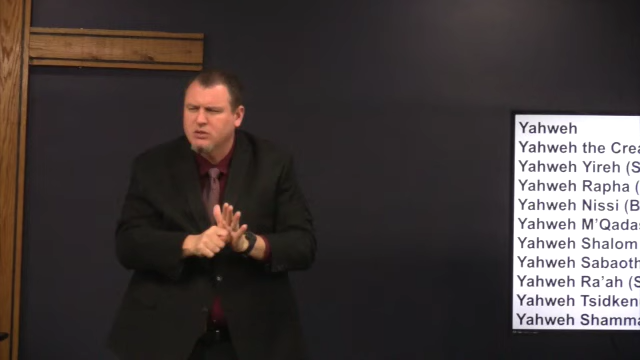 Yahweh
Yahweh the Crea
Yahweh Yireh (S
Yahweh Rapha (
Yahweh Nissi (B
Yahweh M'Qadas
Yahweh Shalom
Yahweh Sabaoth
Yahweh Ra'ah (S
Yahweh Tsidken
Yahweh Shamma